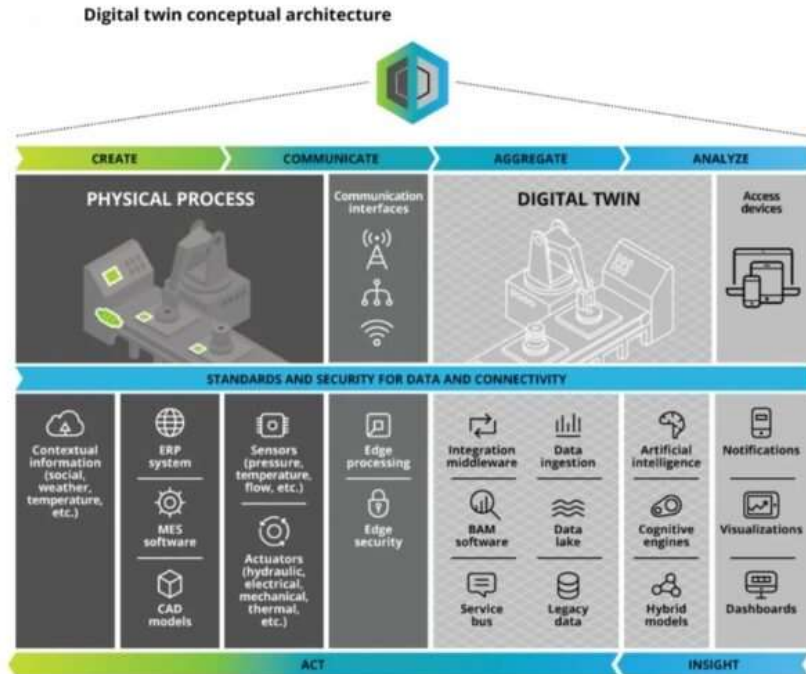 Digital twin conceptual architecture
CREATE
COMMUNICATE
AGGREGATE
ANALYZE
PHYSICAL PROCESS
Communication
interfaces
DIGITAL TWIN
Access
devices
STANDARDS AND SECURITY FOR DATA AND CONNECTIVITY
Contextual
information
(social,
weather,
temperature,
etc.)
ERP
system
MES
software
CAD
models
Sensors
(pressure,
temperature,
flow, etc.)
Actuators
(hydraulic,
electrical,
mechanical,
thermal,
etc.)
Edge
processing
Edge
security
Integration
middleware
BAM
software
Service
bus
Data
ingestion
Data
lake
Legacy
data
Artificial
intelligence
Cognitive
engines
Hybrid
models
Notifications
Visualizations
Dashboards
ACT
INSIGHT